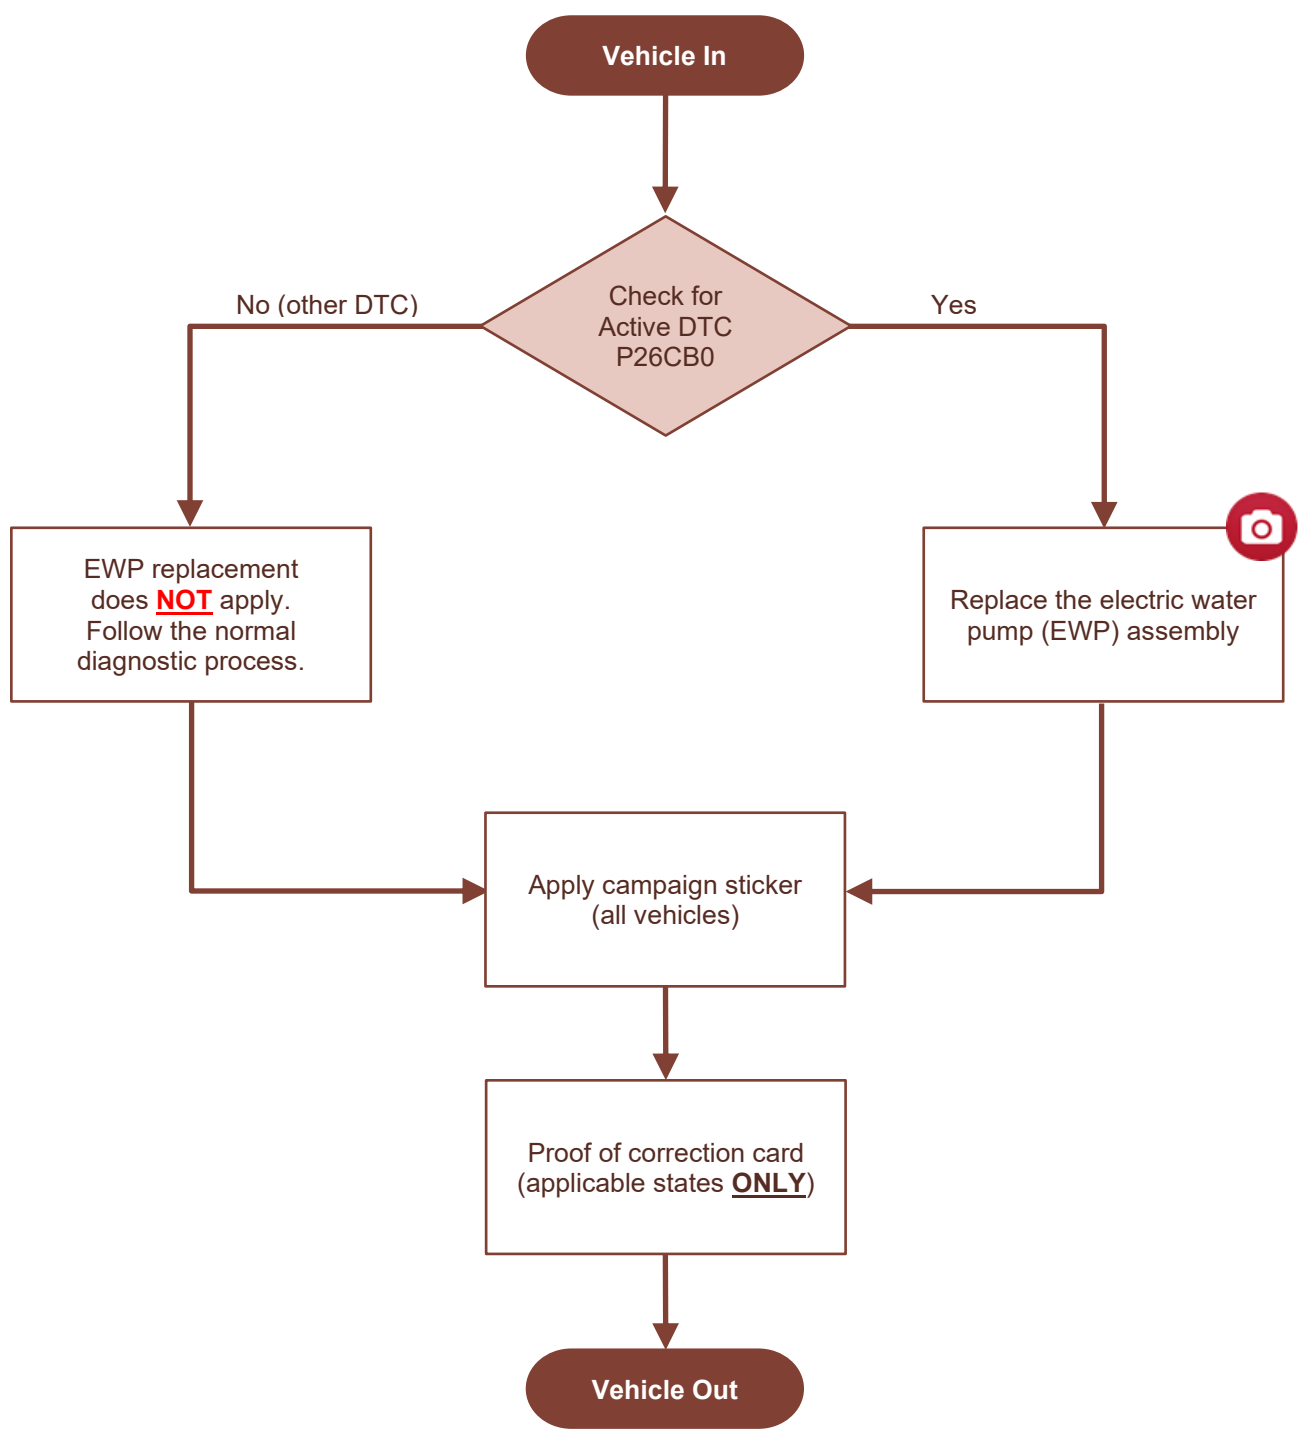 Vehicle In
Check for
Active DTC
P26CB0
No (other DTC)
Yes
EWP replacement
does NOT apply.
Follow the normal
diagnostic process.
Replace the electric water
pump (EWP) assembly
Apply campaign sticker
(all vehicles)
Proof of correction card
(applicable states ONLY)
Vehicle Out